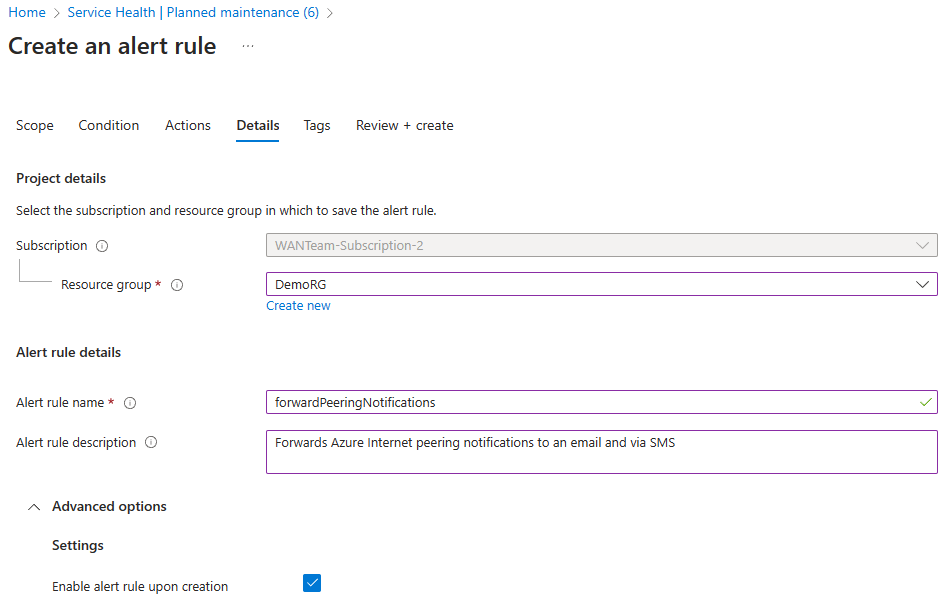 Home > Service Health | Planned maintenance (6) >
Create an alert rule ...
Scope Condition Actions Details Tags Review + create
Project details
Select the subscription and resource group in which to save the alert rule.
Subscription WANTeam-Subscription-2
Resource group * DemoRG
Create new
Alert rule details
Alert rule name * forwardPeeringNotifications
Alert rule description Forwards Azure Internet peering notifications to an email and via SMS
Advanced options
Settings
Enable alert rule upon creation